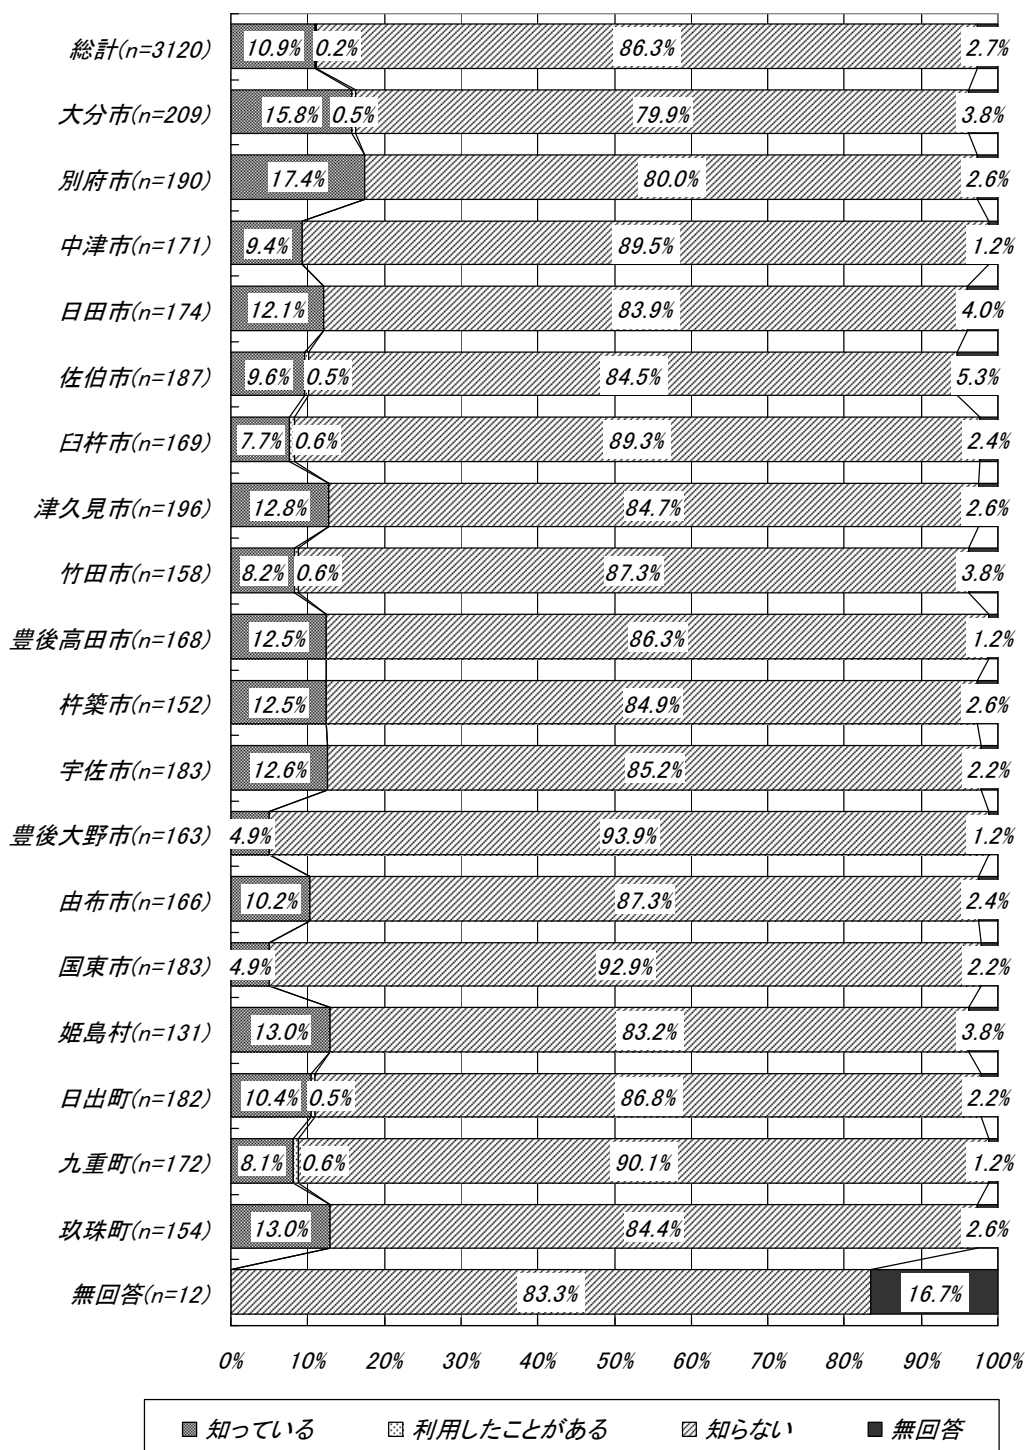 総計(n=3120) 10.9% 0.2% 86.3% 2.7%
大分市(n=209) 15.8% 0.5% 79.9% 3.8%
別府市(n=190) 17.4% 80.0% 2.6%
中津市(n=171) 9.4% 89.5% 1.2%
日田市(n=174) 12.1% 83.9% 4.0%
佐伯市(n=187) 9.6% 0.5% 84.5% 5.3%
臼杵市(n=169) 7.7% 0.6% 89.3% 2.4%
津久見市(n=196) 12.8% 84.7% 2.6%
竹田市(n=158) 8.2% 0.6% 87.3% 3.8%
豊後高田市(n=168) 12.5% 86.3% 1.2%
杵築市(n=152) 12.5% 84.9% 2.6%
宇佐市(n=183) 12.6% 85.2% 2.2%
豊後大野市(n=163) 4.9% 93.9% 1.2%
由布市(n=166) 10.2% 87.3% 2.4%
国東市(n=183) 4.9% 92.9% 2.2%
姫島村(n=131) 13.0% 83.2% 3.8%
日出町(n=182) 10.4% 0.5% 86.8% 2.2%
九重町(n=172) 8.1% 0.6% 90.1% 1.2%
玖珠町(n=154) 13.0% 84.4% 2.6%
無回答(n=12) 83.3% 16.7%
0% 10% 20% 30% 40% 50% 60% 70% 80% 90% 100%
知っている 利用したことがある 知らない 無回答